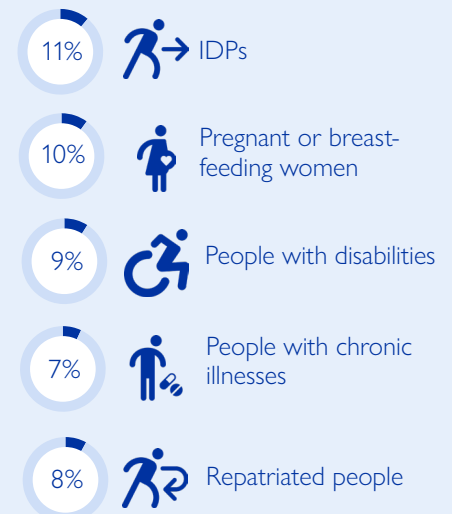 11%
IDPs
10%
Pregnant or breast-
feeding women
9%
People with disabilities
7%
People with chronic
illnesses
8%
Repatriated people